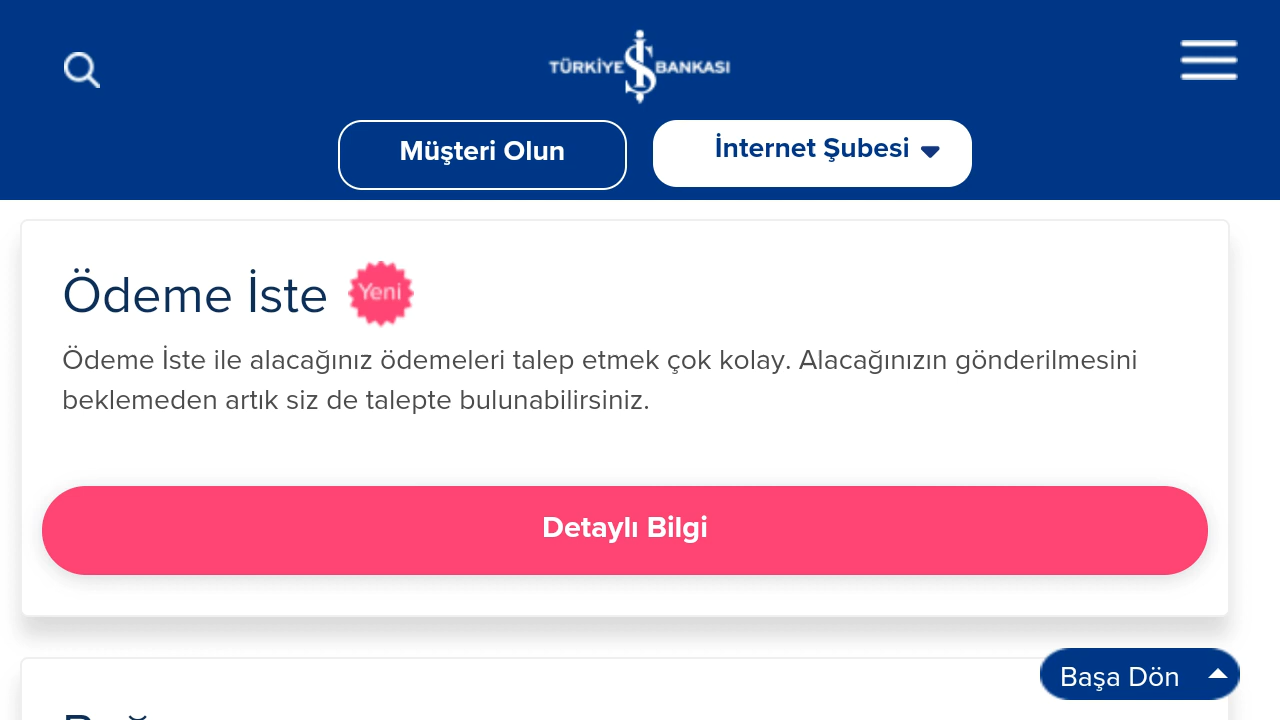 TÜRKİYE İŞ BANKASI
Müşteri Olun
İnternet Şubesi
Ödeme İste Yeni
Ödeme İste ile alacağınız ödemeleri talep etmek çok kolay. Alacağınızın gönderilmesini
beklemeden artık siz de talepte bulunabilirsiniz.
Detaylı Bilgi
Başa Dön